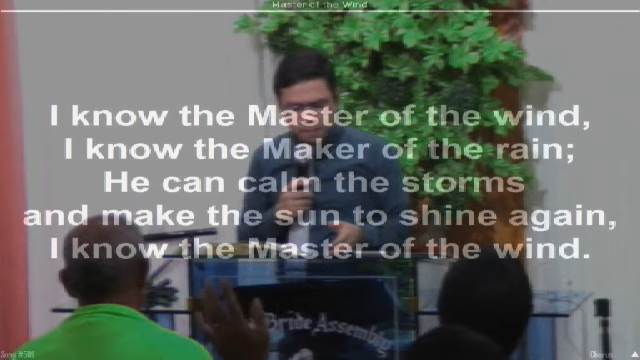 Master of the Wind
I know the Master of the wind,
I know the Maker of the rain;
He can calm the storms
and make the sun to shine again,
I know the Master of the wind.
Bride Assembly
Chorus